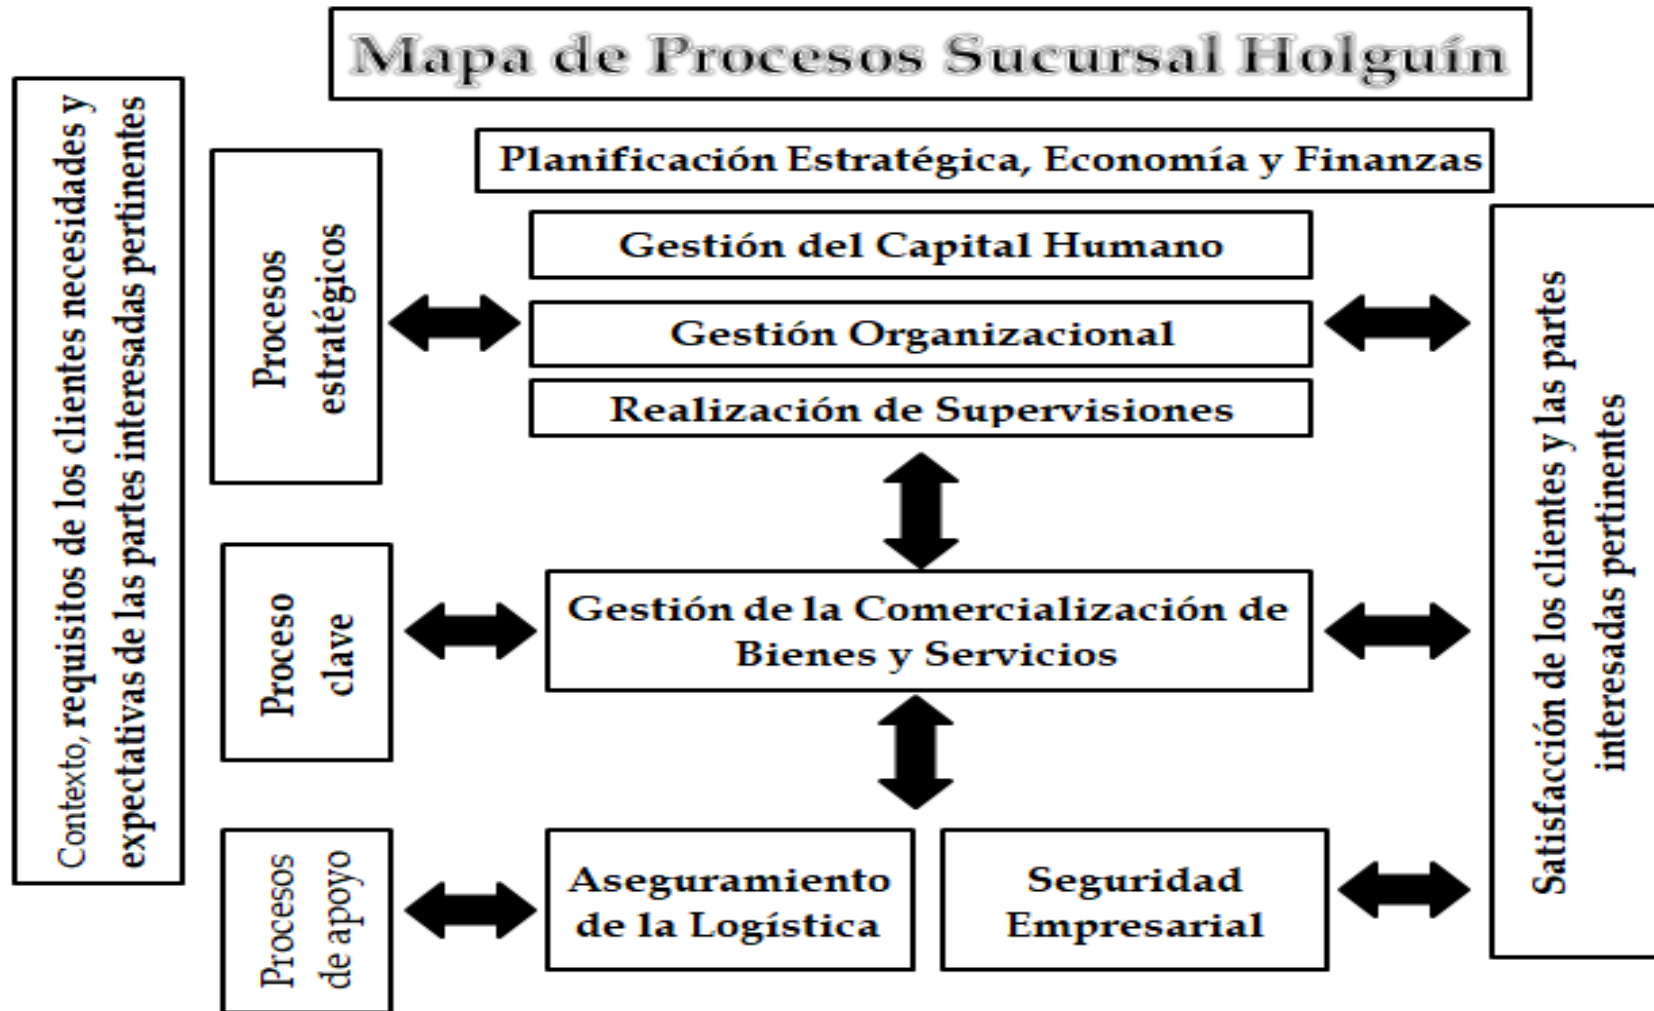 Mapa de Procesos Sucursal Holguín
Contexto, requisitos de los clientes necesidades y
expectativas de las partes interesadas pertinentes
Procesos
estratégicos
Planificación Estratégica, Economía y Finanzas
Gestión del Capital Humano
Gestión Organizacional
Realización de Supervisiones
Proceso
clave
Gestión de la Comercialización de
Bienes y Servicios
Procesos
de apoyo
Aseguramiento
de la Logística
Seguridad
Empresarial
Satisfacción de los clientes y las partes
interesadas pertinentes